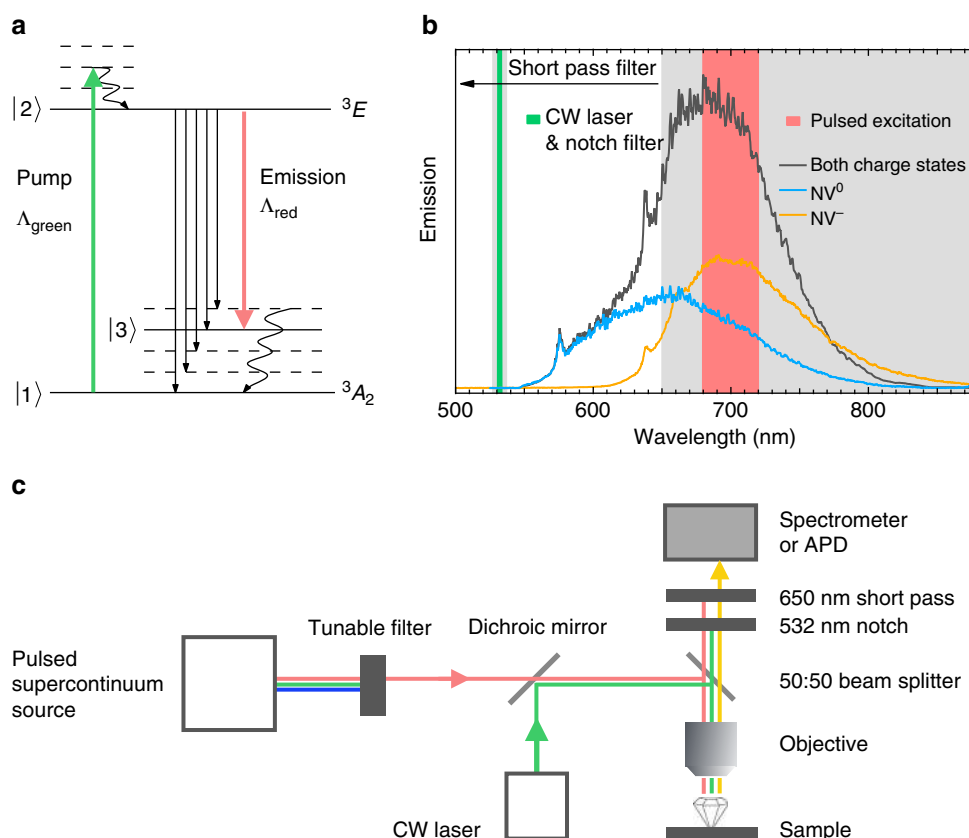 a
|2⟩
³E
Pump
Λgreen
Emission
Λred
|3⟩
|1⟩
³A₂
b
Short pass filter
CW laser
& notch filter
Pulsed excitation
Both charge states
NV⁰
NV⁻
Emission
500
600
700
800
Wavelength (nm)
c
Spectrometer
or APD
650 nm short pass
532 nm notch
Tunable filter
Dichroic mirror
Pulsed
supercontinuum
source
50:50 beam splitter
Objective
CW laser
Sample